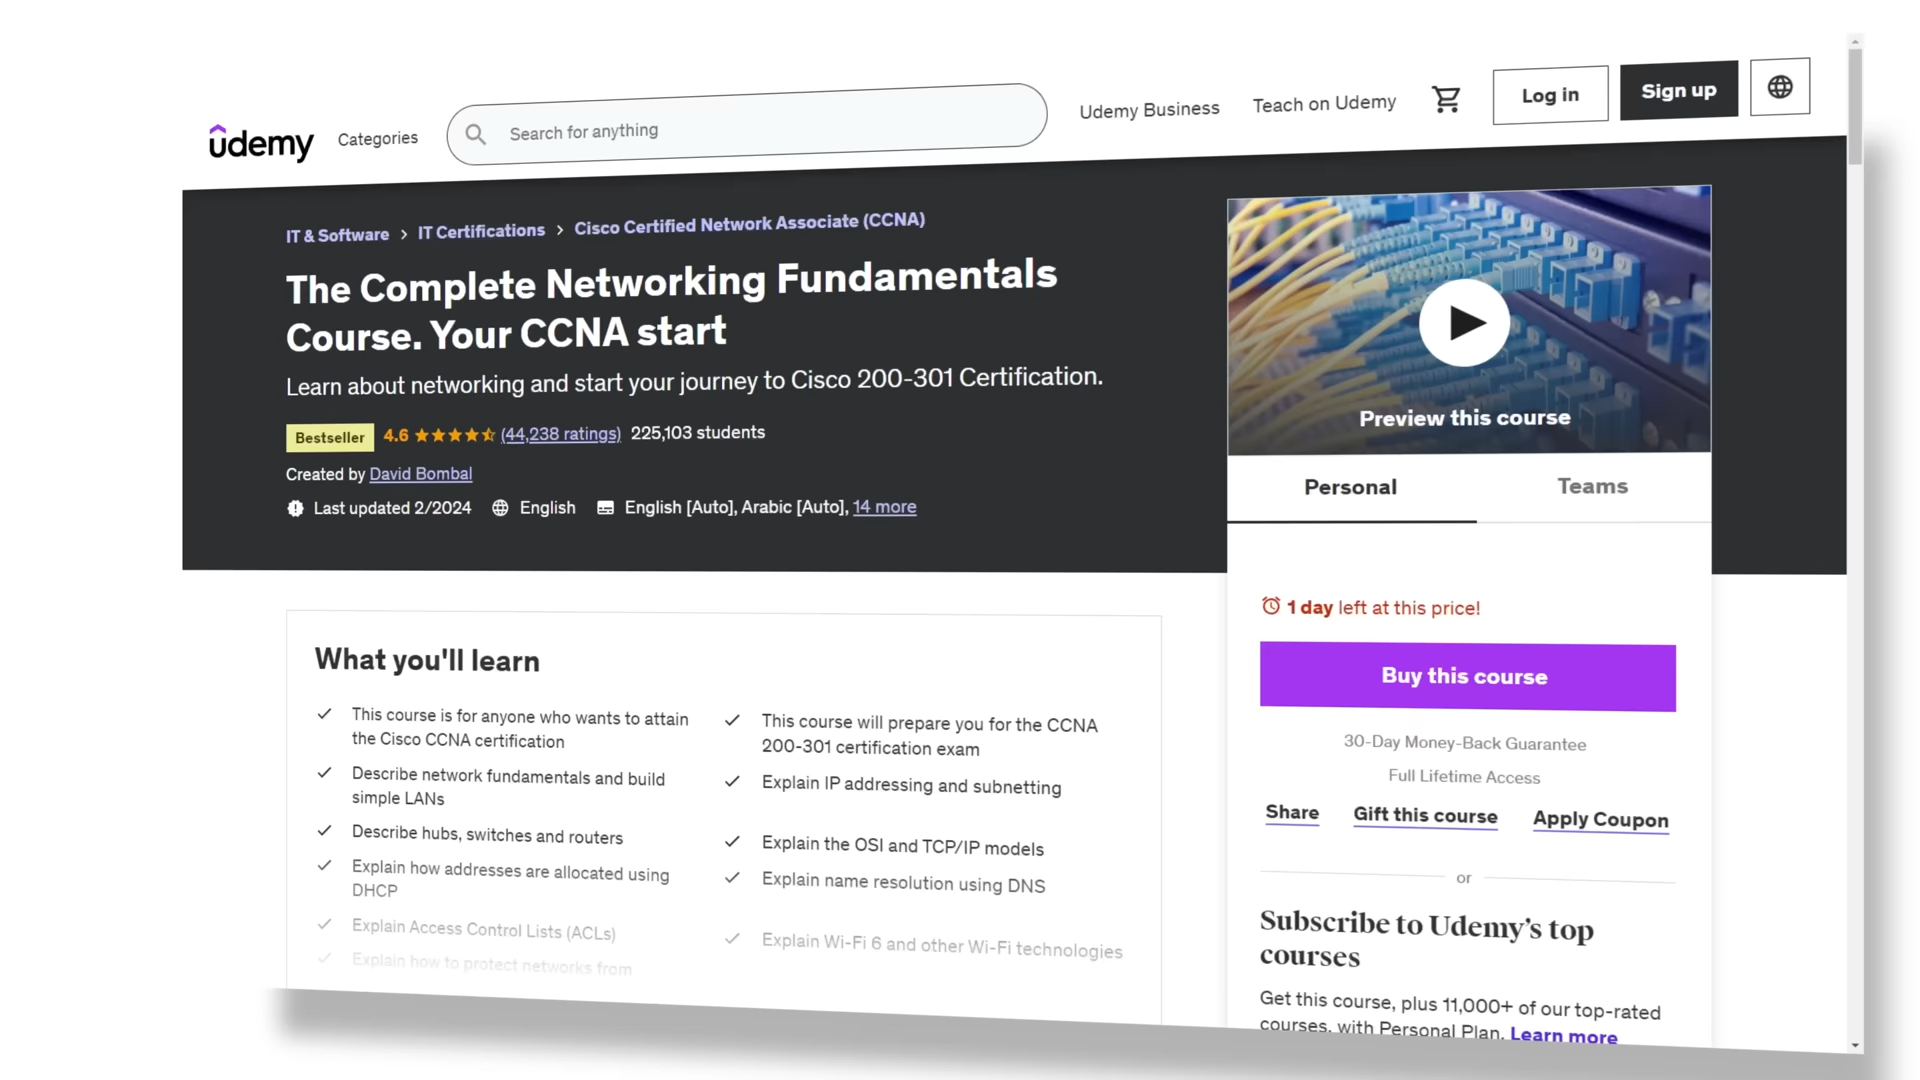 udemy
Categories
Search for anything
Udemy Business
Teach on Udemy
Log in
Sign up
IT & Software > IT Certifications > Cisco Certified Network Associate (CCNA)
The Complete Networking Fundamentals
Course. Your CCNA start
Learn about networking and start your journey to Cisco 200-301 Certification.
Bestseller 4.6 (44,238 ratings) 225,103 students
Created by David Bombal
Last updated 2/2024 English English [Auto], Arabic [Auto], 14 more
What you'll learn
This course is for anyone who wants to attain
the Cisco CCNA certification
Describe network fundamentals and build
simple LANs
Describe hubs, switches and routers
Explain how addresses are allocated using
DHCP
Explain Access Control Lists (ACLs)
Explain how to protect networks from
This course will prepare you for the CCNA
200-301 certification exam
Explain IP addressing and subnetting
Explain the OSI and TCP/IP models
Explain name resolution using DNS
Explain Wi-Fi 6 and other Wi-Fi technologies
Preview this course
Personal
Teams
1 day left at this price!
Buy this course
30-Day Money-Back Guarantee
Full Lifetime Access
Share
Gift this course
Apply Coupon
or
Subscribe to Udemy's top
courses
Get this course, plus 11,000+ of our top-rated
courses, with Personal Plan. Learn more